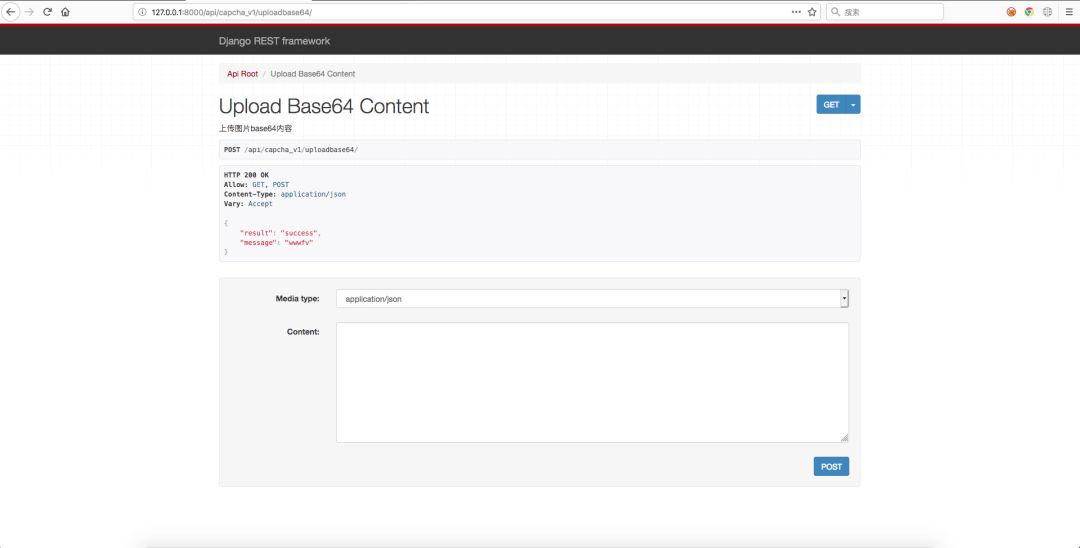 127.0.0.1:8000/api/capcha_v1/uploadbase64/
搜索
Django REST framework
Api Root / Upload Base64 Content
Upload Base64 Content
GET
上传图片base64内容
POST /api/capcha_v1/uploadbase64/
HTTP 200 OK
Allow: GET, POST
Content-Type: application/json
Vary: Accept
{
"result": "success",
"message": "wwwfv"
}
Media type:
application/json
Content:
POST